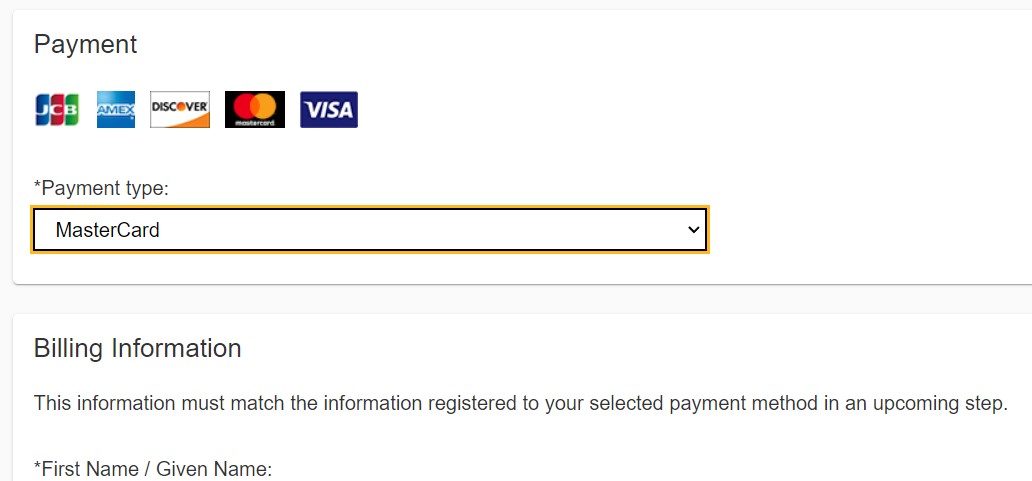 Payment
JCB AMEX DISCOVER mastercard VISA
*Payment type:
MasterCard
Billing Information
This information must match the information registered to your selected payment method in an upcoming step.
*First Name / Given Name: